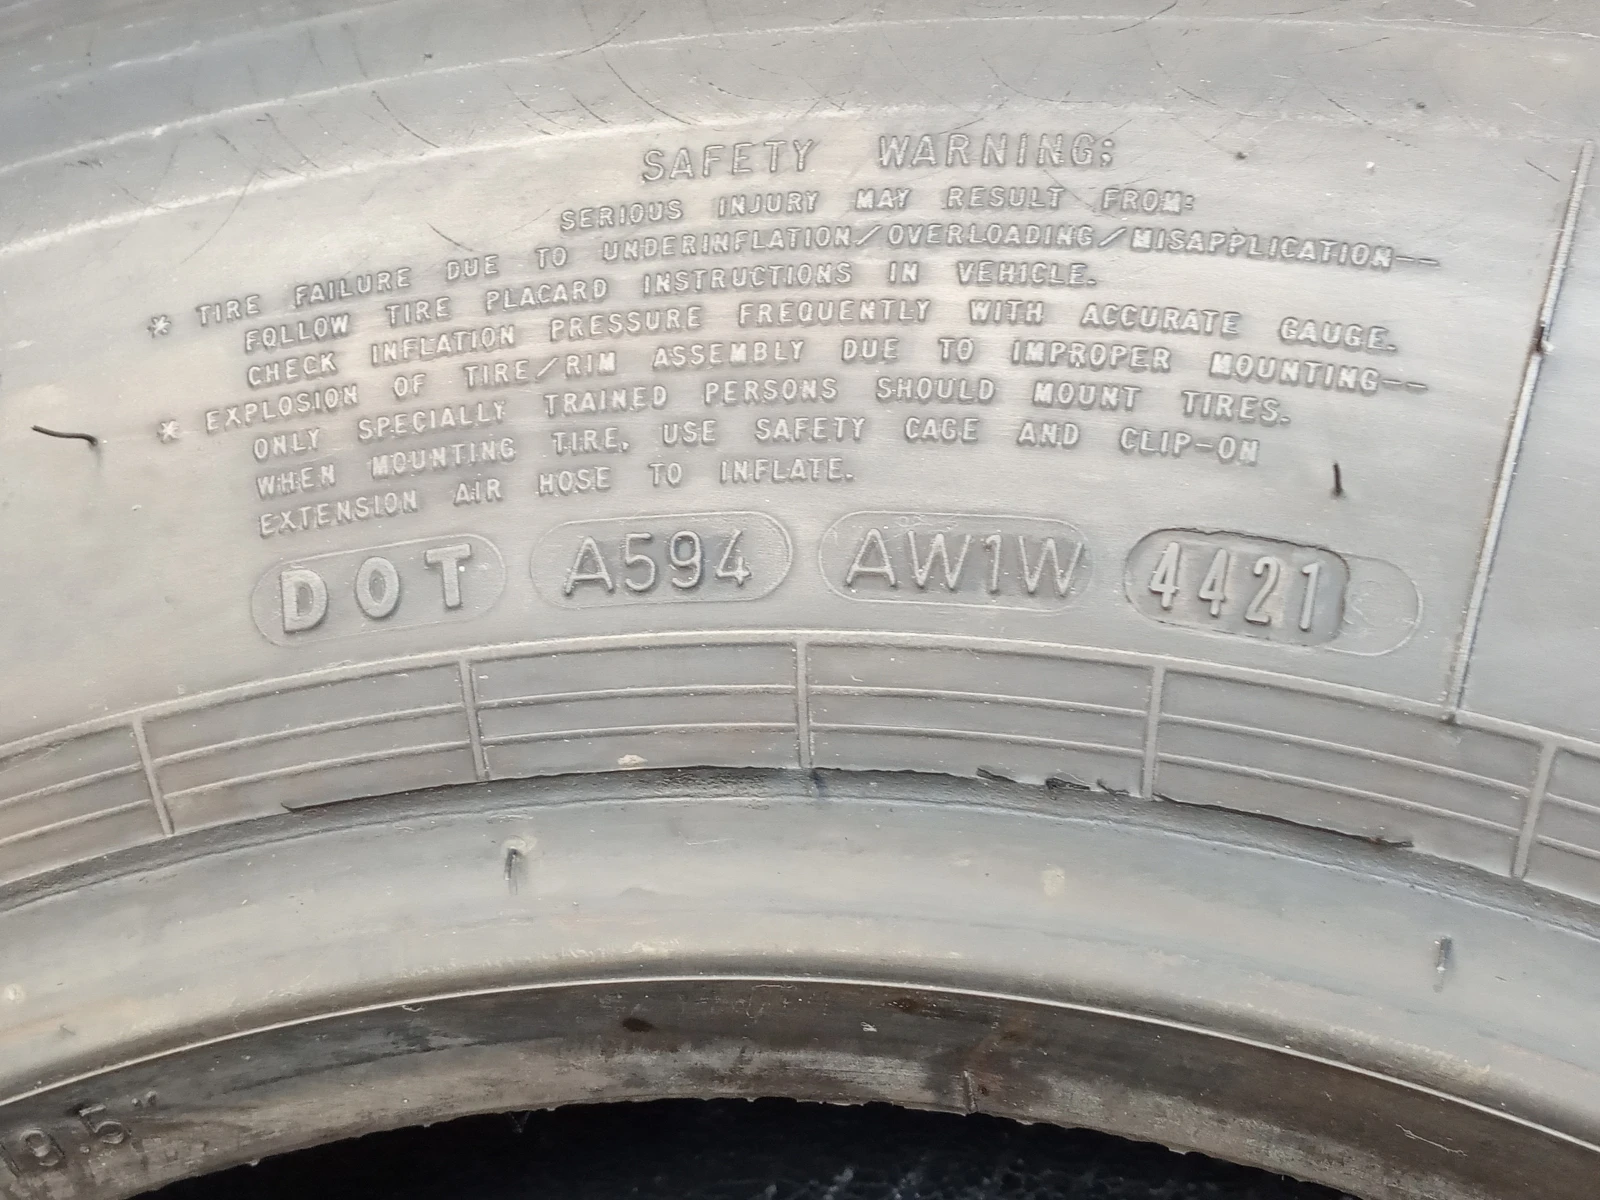 SAFETY WARNING:
SERIOUS INJURY MAY RESULT FROM:
* TIRE FAILURE DUE TO UNDERINFLATION/OVERLOADING/MISAPPLICATION--
FOLLOW TIRE PLACARD INSTRUCTIONS IN VEHICLE.
CHECK INFLATION PRESSURE FREQUENTLY WITH ACCURATE GAUGE.
* EXPLOSION OF TIRE/RIM ASSEMBLY DUE TO IMPROPER MOUNTING--
ONLY SPECIALLY TRAINED PERSONS SHOULD MOUNT TIRES.
WHEN MOUNTING TIRE, USE SAFETY CAGE AND CLIP-ON
EXTENSION AIR HOSE TO INFLATE.
DOT A594 AW1W 4421
19.5"